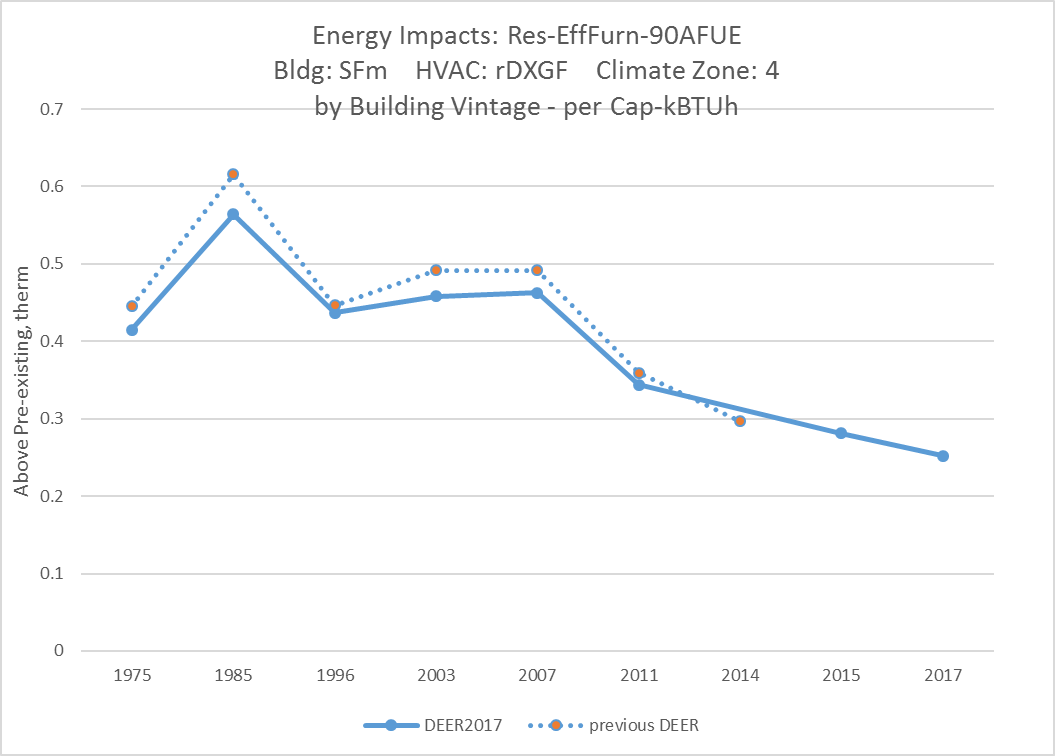 Energy Impacts: Res-EffFurn-90AFUE
Bldg: SFm    HVAC: rDXGF    Climate Zone: 4
by Building Vintage - per Cap-kBTUh
Above Pre-existing, therm
0.7
0.6
0.5
0.4
0.3
0.2
0.1
0
1975 1985 1996 2003 2007 2011 2014 2015 2017
DEER2017 previous DEER